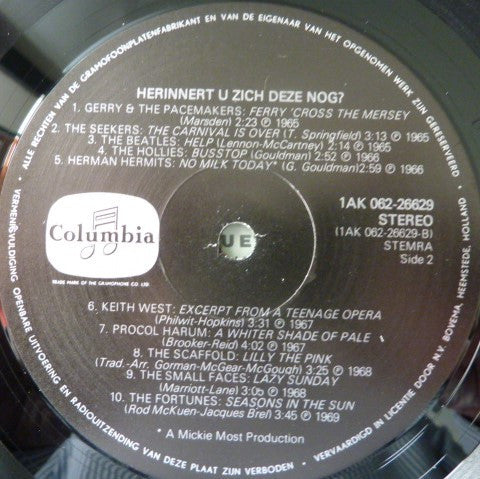 ALLE RECHTEN VAN DE GRAMOFOONPLATENFABRIKANT EN VAN DE EIGENAAR VAN HET OPGENOMEN WERK ZIJN GERESERVEERD.
HERINNERT U ZICH DEZE NOG?
1. GERRY & THE PACEMAKERS: FERRY 'CROSS THE MERSEY
(Marsden) 2:23 ℗ 1965
2. THE SEEKERS: THE CARNIVAL IS OVER (T. Springfield) 3:13 ℗ 1965
3. THE BEATLES: HELP (Lennon-McCartney) 2:14 ℗ 1965
4. THE HOLLIES: BUSSTOP (Gouldman) 2:52 ℗ 1966
5. HERMAN HERMITS: NO MILK TODAY* (G. Gouldman) 2:59 ℗ 1966
1AK 062-26629
STEREO
(1AK 062-26629-B)
STEMRA
Side 2
Columbia
TRADE MARK OF THE GRAMOPHONE CO. LTD.
UE
6. KEITH WEST: EXCERPT FROM A TEENAGE OPERA
(Philwit-Hopkins) 3:31 ℗ 1967
7. PROCOL HARUM: A WHITER SHADE OF PALE
(Brooker-Reid) 4:02 ℗ 1967
8. THE SCAFFOLD: LILLY THE PINK
(Trad.-Arr. Gorman-McGear-McGough) 3:25 ℗ 1968
9. THE SMALL FACES: LAZY SUNDAY
(Marriott-Lane) 3:05 ℗ 1968
10. THE FORTUNES: SEASONS IN THE SUN
(Rod McKuen-Jacques Brel) 3:45 ℗ 1969
* A Mickie Most Production
VERMENIGVULDIGING OPENBARE UITVOERING EN RADIOUITZENDING VAN DEZE PLAAT ZIJN VERBODEN - VERVAARDIGD IN LICENTIE DOOR N.V. BOVEMA, HEEMSTEDE, HOLLAND